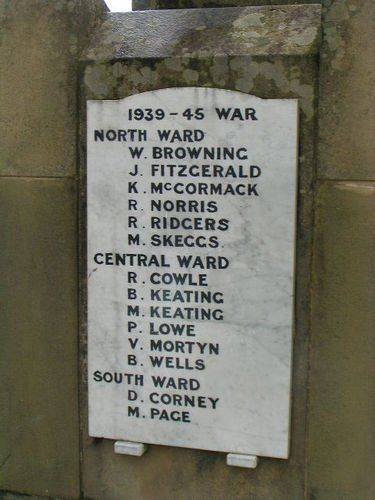 1939 - 45 WAR
NORTH WARD
W. BROWNING
J. FITZGERALD
K. McCORMACK
R. NORRIS
R. RIDGERS
M. SKEGGS
CENTRAL WARD
R. COWLE
B. KEATING
M. KEATING
P. LOWE
V. MORTYN
B. WELLS
SOUTH WARD
D. CORNEY
M. PAGE